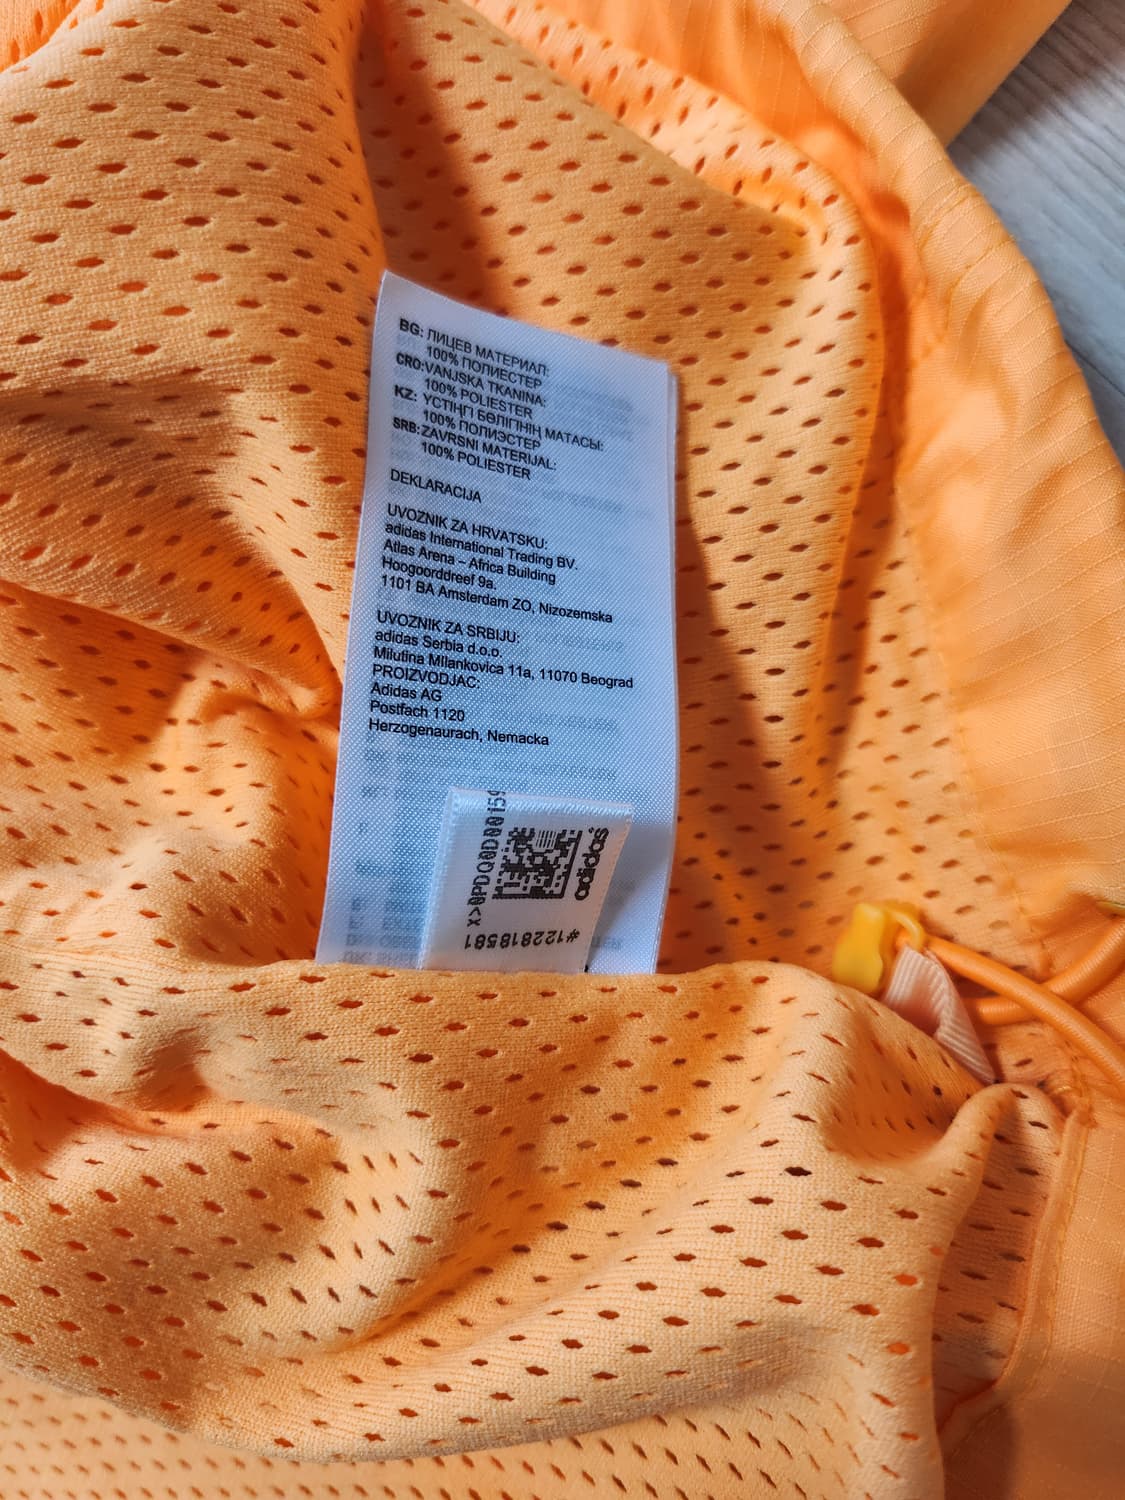 BG: ЛИЦЕВ МАТЕРИАЛ:
100% ПОЛИЕСТЕР
CRO: VANJSKA TKANINA:
100% POLIESTER
KZ: ҮСТІҢГІ БӨЛІГІНІҢ МАТАСЫ:
100% ПОЛИЭСТЕР
SRB: ZAVRSNI MATERIJAL:
100% POLIESTER
DEKLARACIJA
UVOZNIK ZA HRVATSKU:
adidas International Trading BV.
Atlas Arena – Africa Building
Hoogoorddreef 9a,
1101 BA Amsterdam ZO, Nizozemska
UVOZNIK ZA SRBIJU:
adidas Serbia d.o.o.
Milutina Milankovica 11a, 11070 Beograd
PROIZVODJAC:
Adidas AG
Postfach 1120
Herzogenaurach, Nemacka
X>0PDQ0D00159
adidas
#122818581